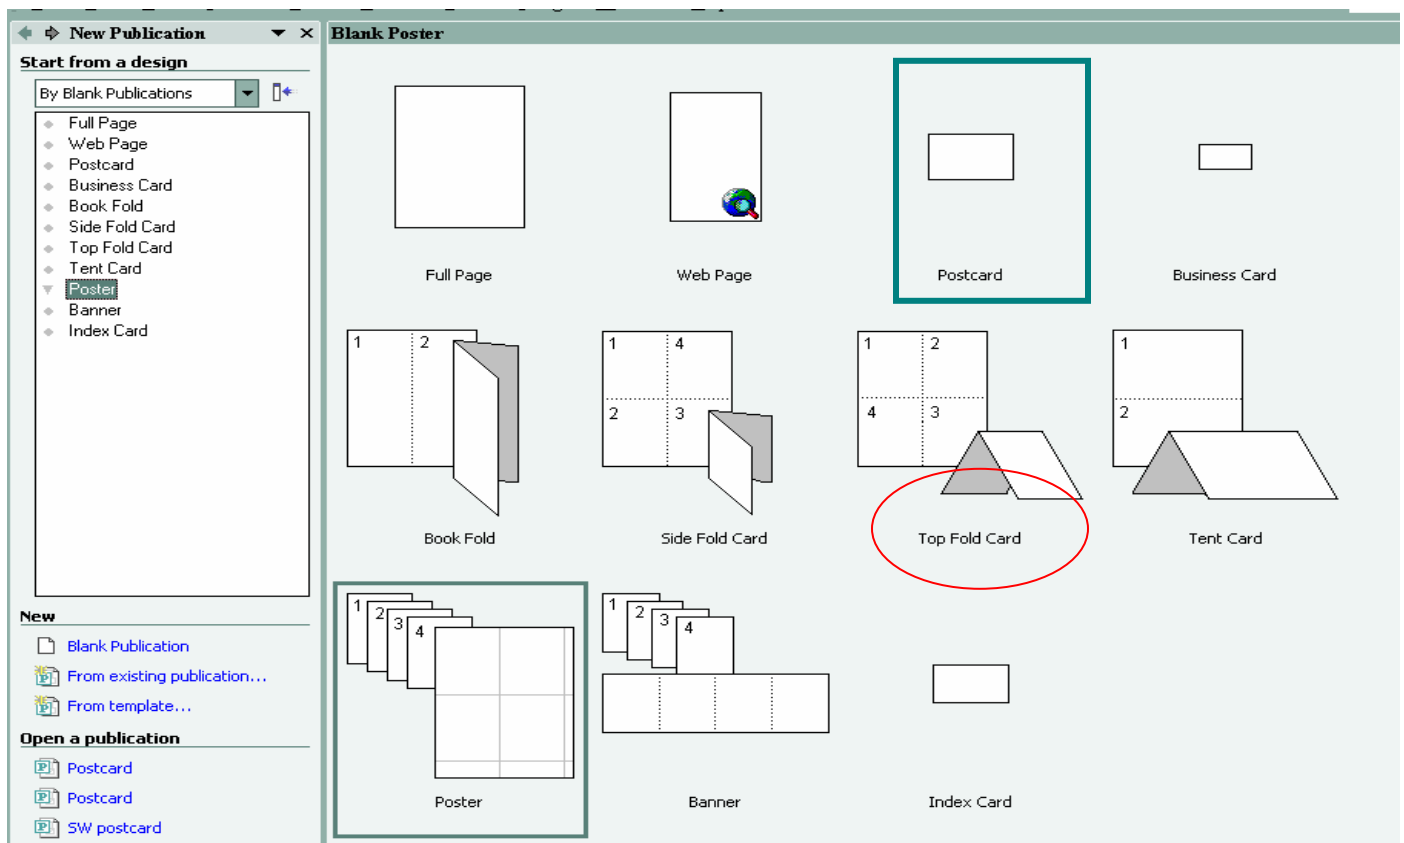 New Publication
Start from a design
By Blank Publications
Full Page
Web Page
Postcard
Business Card
Book Fold
Side Fold Card
Top Fold Card
Tent Card
Poster
Banner
Index Card
New
Blank Publication
From existing publication...
From template...
Open a publication
Postcard
Postcard
SW postcard
Blank Poster
Full Page
Web Page
Postcard
Business Card
1 2
1 4
2 3
1 2
4 3
1
2
Book Fold
Side Fold Card
Top Fold Card
Tent Card
1 2 3 4
1 2 3 4
Poster
Banner
Index Card